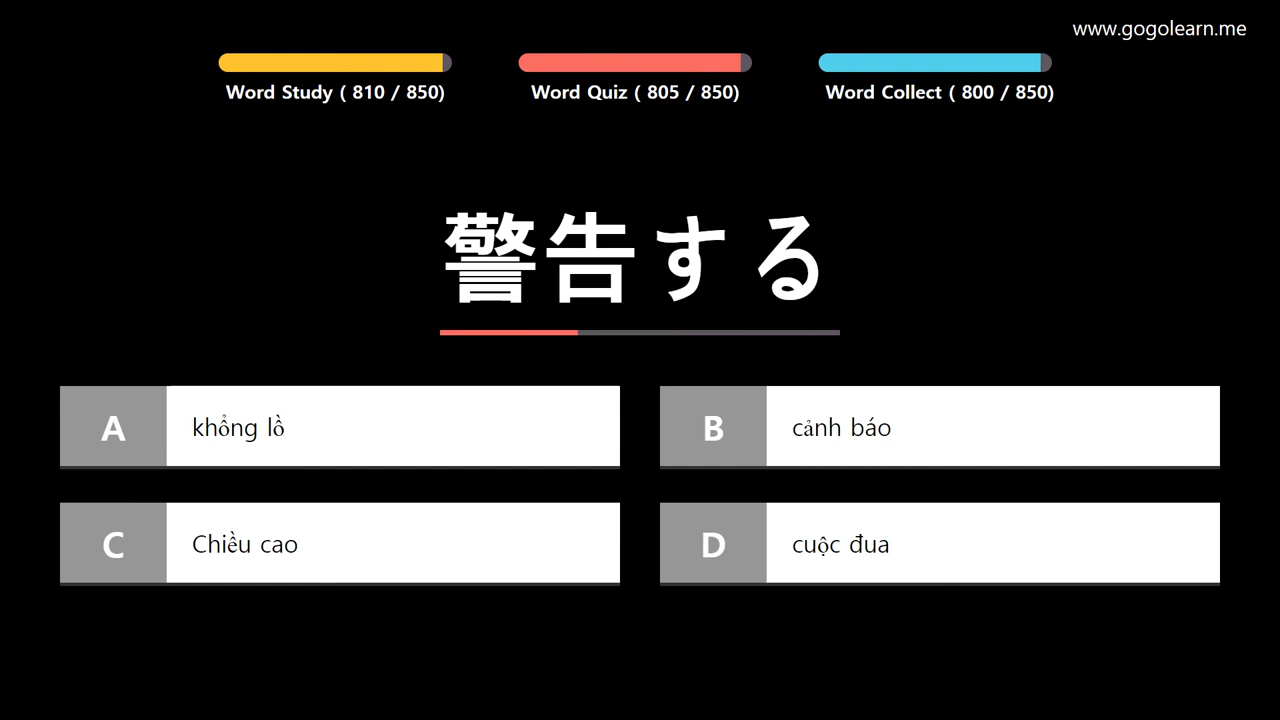 www.gogolearn.me
Word Study ( 810 / 850)
Word Quiz ( 805 / 850)
Word Collect ( 800 / 850)
警告する
A
khổng lồ
B
cảnh báo
C
Chiều cao
D
cuộc đua